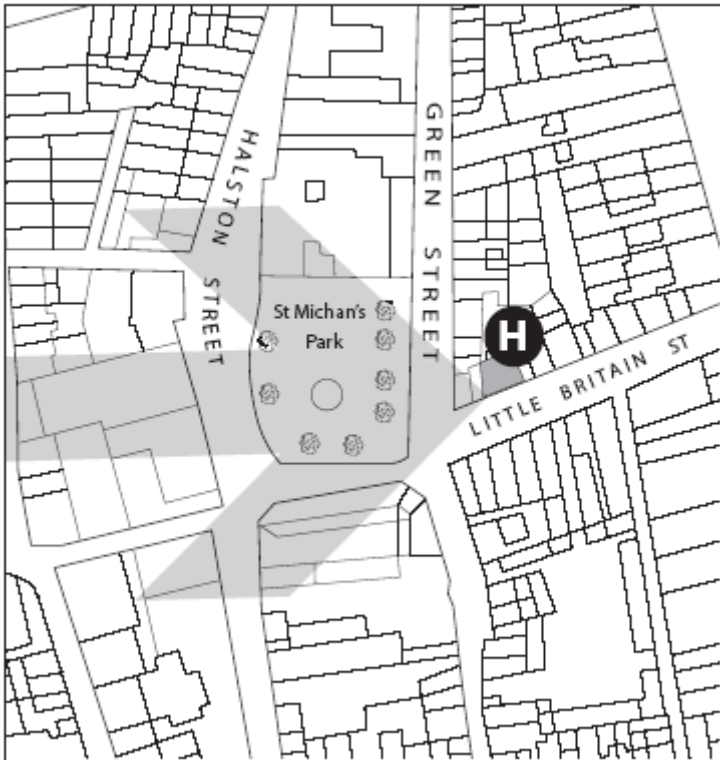 HALSTON STREET
GREEN STREET
St Michan's
Park
H
LITTLE BRITAIN ST